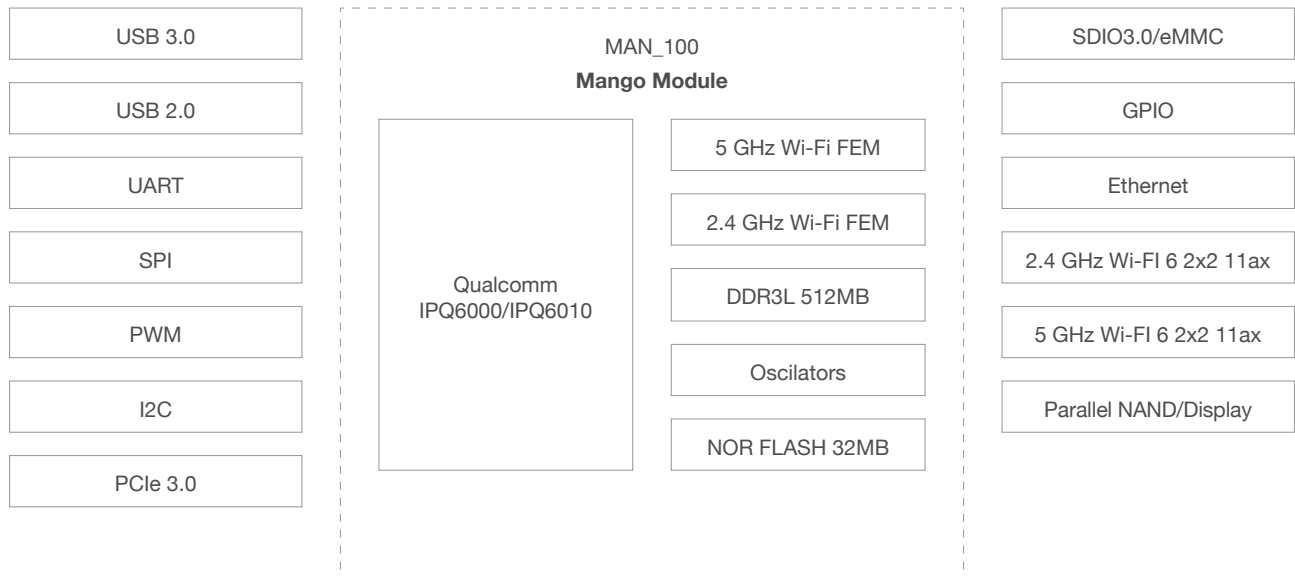 USB 3.0
USB 2.0
UART
SPI
PWM
I2C
PCIe 3.0
MAN_100
Mango Module
Qualcomm
IPQ6000/IPQ6010
5 GHz Wi-Fi FEM
2.4 GHz Wi-Fi FEM
DDR3L 512MB
Oscilators
NOR FLASH 32MB
SDIO3.0/eMMC
GPIO
Ethernet
2.4 GHz Wi-FI 6 2x2 11ax
5 GHz Wi-FI 6 2x2 11ax
Parallel NAND/Display